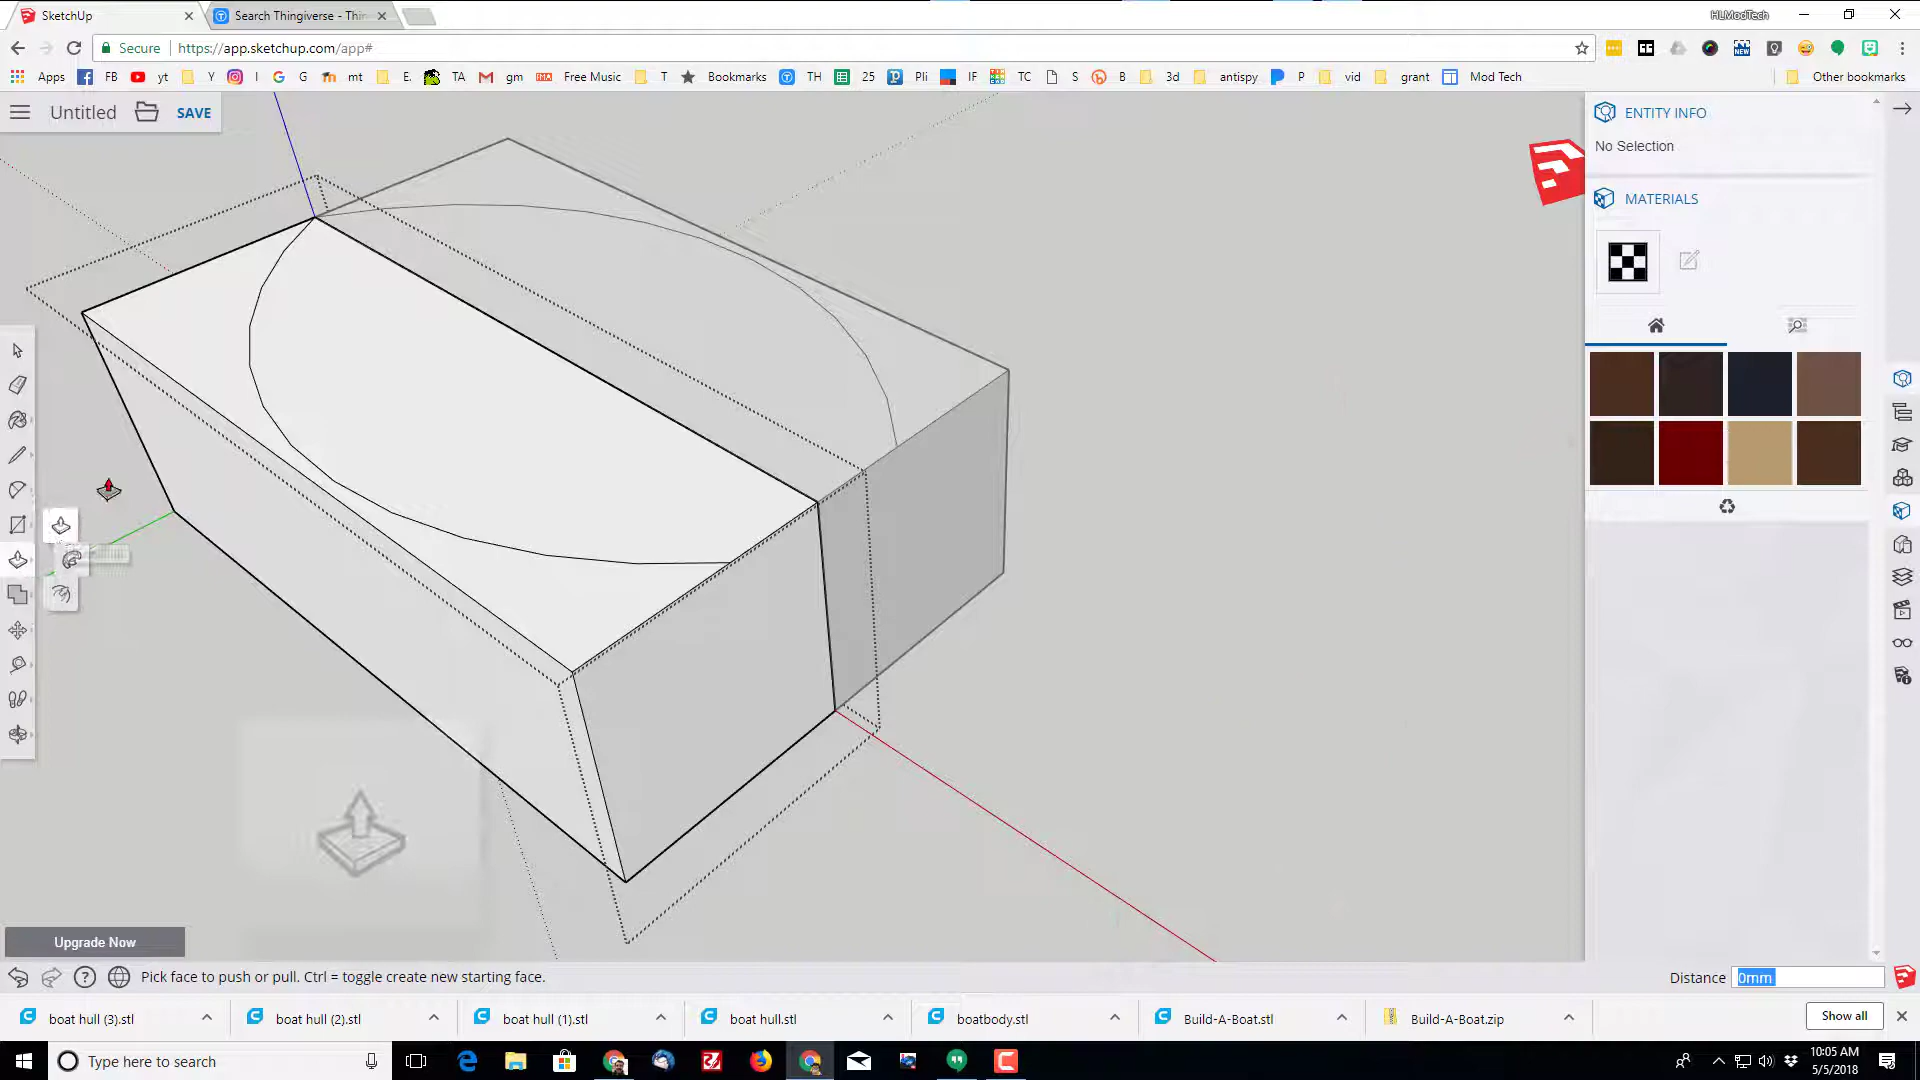 SketchUp
Search Thingiverse - Thin
HLModTech
Secure
https://app.sketchup.com/app#
Apps
FB
yt
Y
I
G
mt
E.
TA
gm
Free Music
T
Bookmarks
TH
25
Pli
IF
TC
S
B
3d
antispy
P
vid
grant
Mod Tech
Other bookmarks
Untitled
SAVE
ENTITY INFO
No Selection
MATERIALS
Upgrade Now
Pick face to push or pull. Ctrl = toggle create new starting face.
Distance
0mm
boat hull (3).stl
boat hull (2).stl
boat hull (1).stl
boat hull.stl
boatbody.stl
Build-A-Boat.stl
Build-A-Boat.zip
Show all
Type here to search
10:05 AM
5/5/2018